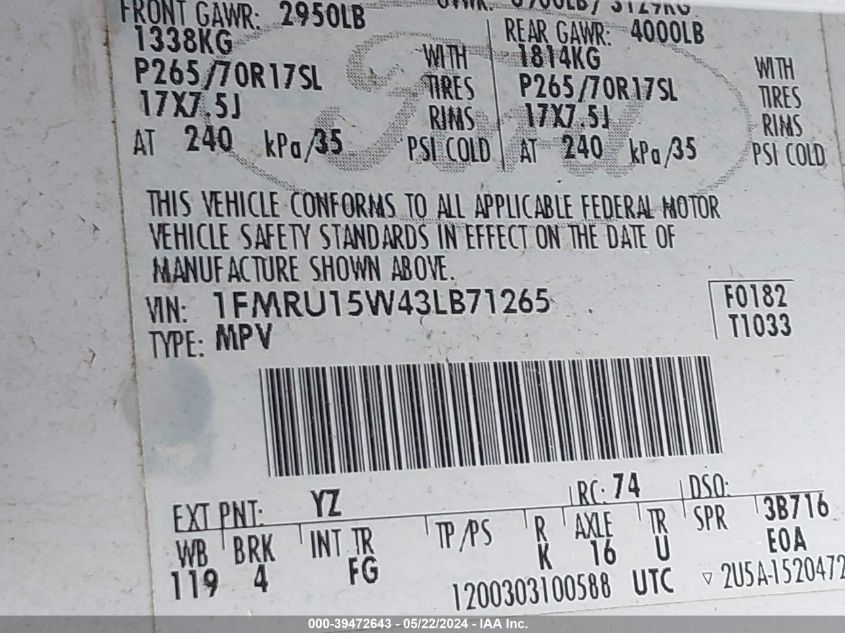 FRONT GAWR: 2950LB
1338KG WITH
P265/70R17SL TIRES
17X7.5J RIMS
AT 240 kPa/35 PSI COLD
REAR GAWR: 4000LB
1814KG WITH
P265/70R17SL TIRES
17X7.5J RIMS
AT 240 kPa/35 PSI COLD
Ford
THIS VEHICLE CONFORMS TO ALL APPLICABLE FEDERAL MOTOR
VEHICLE SAFETY STANDARDS IN EFFECT ON THE DATE OF
MANUFACTURE SHOWN ABOVE.
VIN: 1FMRU15W43LB71265 F0182
TYPE: MPV T1033
EXT PNT: YZ RC: 74 DSO:
WB BRK INT TR TP/PS R AXLE TR SPR 3B716
119 4 FG K 16 U E0A
1200303100588 UTC ▽ 2U5A-1520472
000-39472643 - 05/22/2024 - IAA Inc.